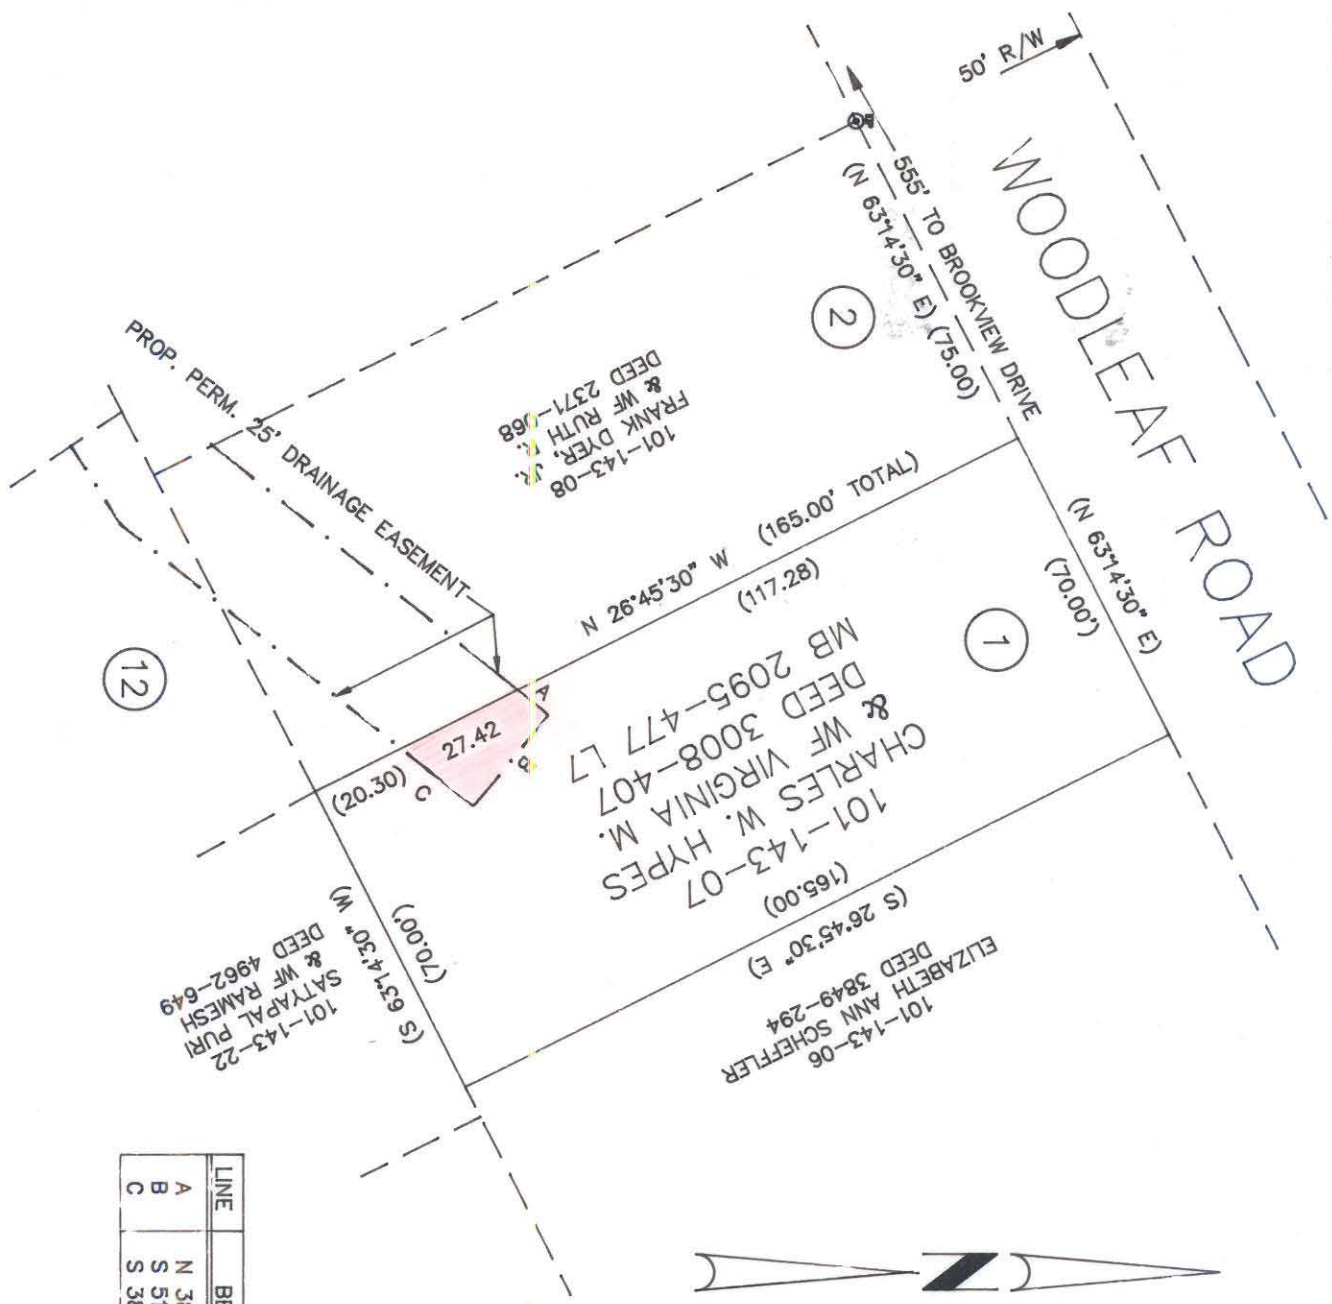 50' R/W
WOODLEAF ROAD
555' TO BROOKVIEW DRIVE
(N 63°14'30" E) (75.00)
2
101-143-08
FRANK DYER, JR.
& WF RUTH R.
DEED 2371-068
PROP. PERM. 25' DRAINAGE EASEMENT
N 26°45'30" W (165.00' TOTAL)
(117.28)
(N 63°14'30" E)
(70.00')
1
12
101-143-07
CHARLES W. HYPES
& WF VIRGINIA M.
DEED 3008-407
MB 2095-477 L7
A
B
27.42
C
(20.30)
(70.00')
(S 63°14'30" W)
101-143-22
SATYAPAL PURI
& WF RAMESH
DEED 4962-649
(165.00)
(S 26°45'30" E)
101-143-06
ELIZABETH ANN SCHEFFLER
DEED 3849-294
LINE
A N
B S 51
C S 38
N